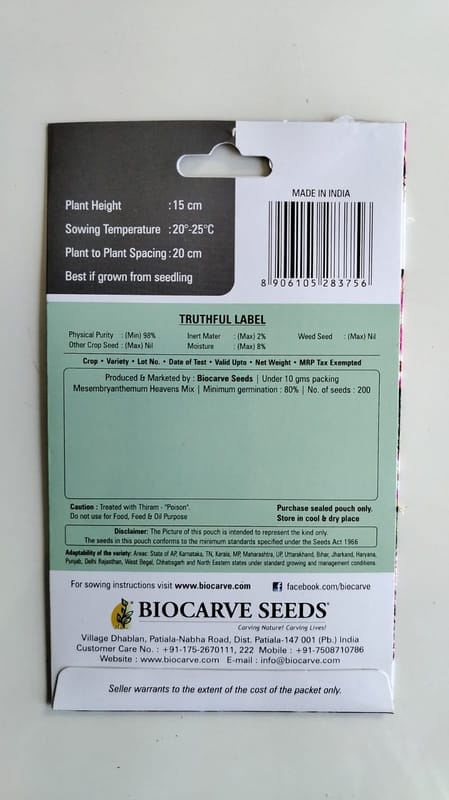 Plant Height : 15 cm
Sowing Temperature : 20°-25°C
Plant to Plant Spacing : 20 cm
Best if grown from seedling
MADE IN INDIA
8 906105 283756
TRUTHFUL LABEL
Physical Purity : (Min) 98% Inert Mater : (Max) 2% Weed Seed : (Max) Nil
Other Crop Seed : (Max) Nil Moisture : (Max) 8%
Crop • Variety • Lot No. • Date of Test • Valid Upto • Net Weight • MRP Tax Exempted
Produced & Marketed by : Biocarve Seeds | Under 10 gms packing
Mesembryanthemum Heavens Mix | Minimum germination : 80% | No. of seeds : 200
Caution : Treated with Thiram - "Poison".
Do not use for Food, Feed & Oil Purpose
Purchase sealed pouch only.
Store in cool & dry place
Disclaimer: The Picture of this pouch is intended to represent the kind only.
The seeds in this pouch conforms to the minimum standards specified under the Seeds Act 1966
Adaptability of the variety: Areas: State of AP, Karnataka, TN, Kerala, MP, Maharashtra, UP, Uttarakhand, Bihar, Jharkand, Haryana,
Punjab, Delhi Rajasthan, West Begal, Chhatisgarh and North Eastern states under standard growing and management conditions
For sowing instructions visit www.biocarve.com f facebook.com/biocarve
BIOCARVE SEEDS®
Carving Nature! Carving Lives!
Village Dhablan, Patiala-Nabha Road, Dist. Patiala-147 001 (Pb.) India
Customer Care No. : +91-175-2670111, 222 Mobile : +91-7508710786
Website : www.biocarve.com E-mail : info@biocarve.com
Seller warrants to the extent of the cost of the packet only.